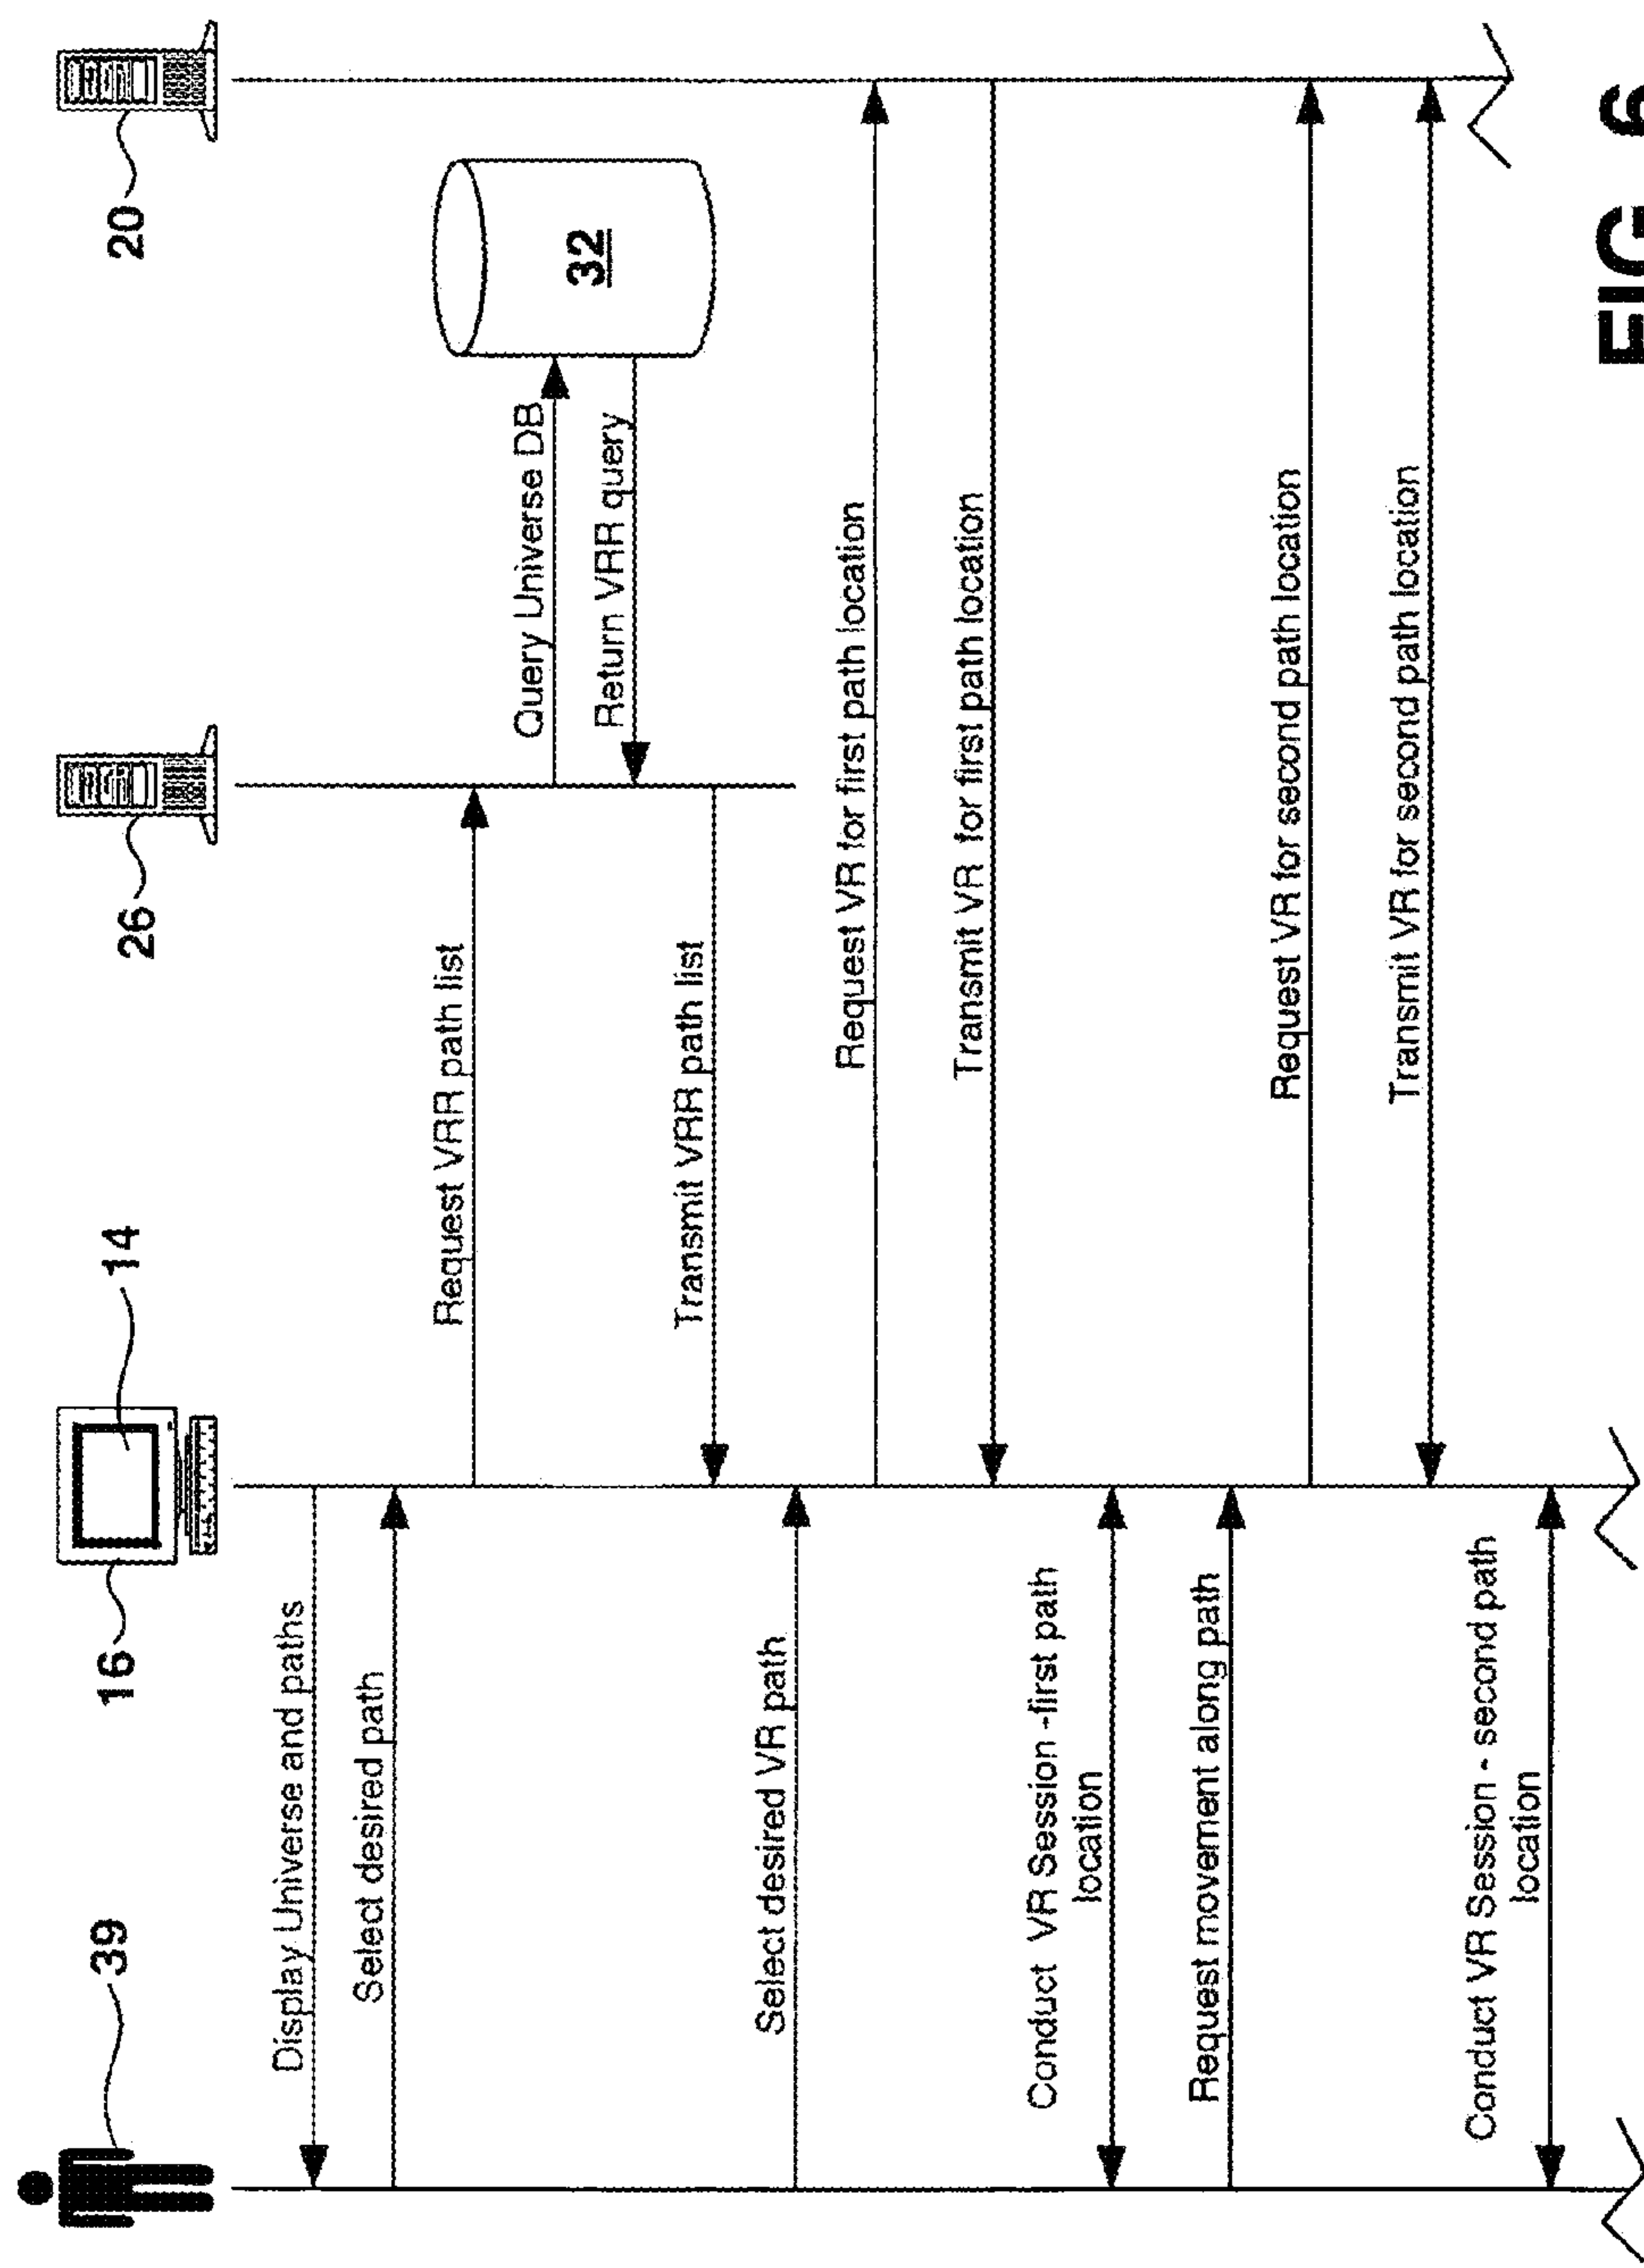 39
16
14
26
20
Display Universe and paths
Select desired path
Request VRR path list
Query Universe DB
32
Return VRR query
Transmit VRR path list
Select desired VR path
Request VR for first path location
Transmit VR for first path location
Conduct VR Session -first path
location
Request movement along path
Request VR for second path location
Transmit VR for second path location
Conduct VR Session - second path
location
FIG. 6